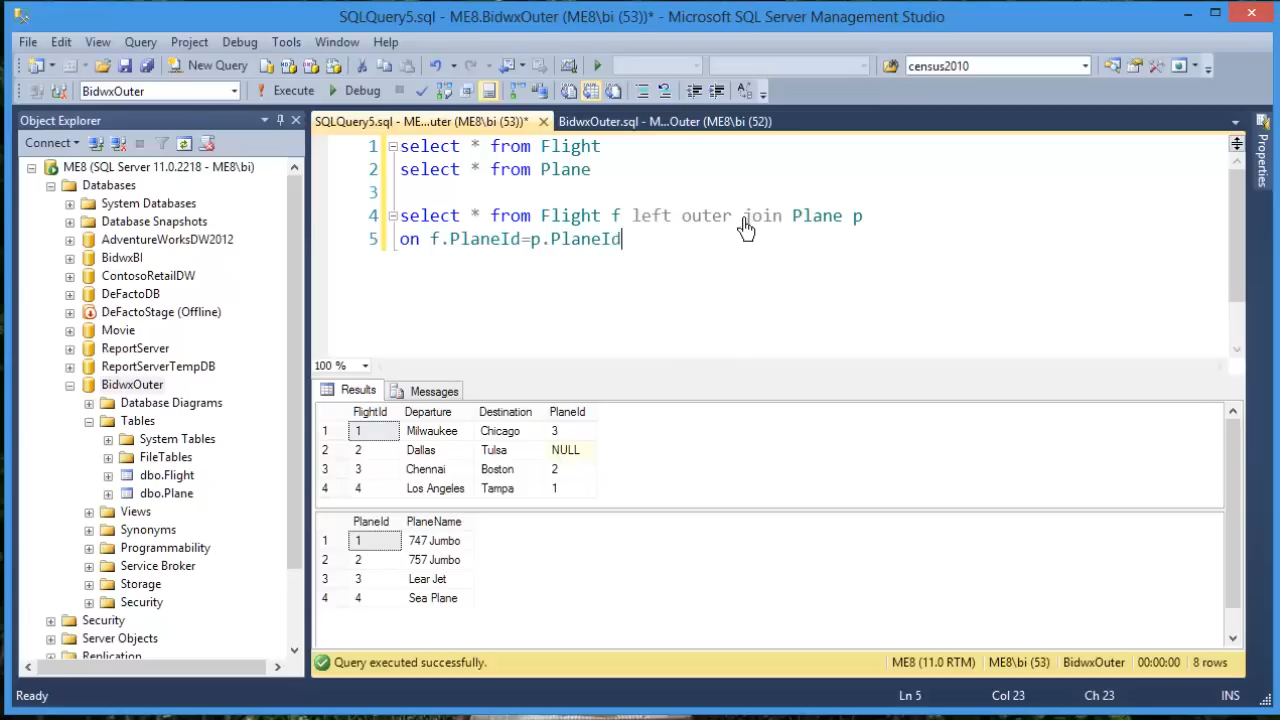 SQLQuery5.sql - ME8.BidwxOuter (ME8\bi (53))* - Microsoft SQL Server Management Studio
File Edit View Query Project Debug Tools Window Help
New Query census2010
BidwxOuter Execute Debug
Object Explorer
Connect
ME8 (SQL Server 11.0.2218 - ME8\bi)
Databases
System Databases
Database Snapshots
AdventureWorksDW2012
BidwxBI
ContosoRetailDW
DeFactoDB
DeFactoStage (Offline)
Movie
ReportServer
ReportServerTempDB
BidwxOuter
Database Diagrams
Tables
System Tables
FileTables
dbo.Flight
dbo.Plane
Views
Synonyms
Programmability
Service Broker
Storage
Security
Security
Server Objects
Replication
SQLQuery5.sql - ME...uter (ME8\bi (53))* BidwxOuter.sql - M...Outer (ME8\bi (52))
1 select * from Flight
2 select * from Plane
3
4 select * from Flight f left outer join Plane p
5 on f.PlaneId=p.PlaneId
100 %
Results Messages
FlightId Departure Destination PlaneId
1 1 Milwaukee Chicago 3
2 2 Dallas Tulsa NULL
3 3 Chennai Boston 2
4 4 Los Angeles Tampa 1
PlaneId PlaneName
1 1 747 Jumbo
2 2 757 Jumbo
3 3 Lear Jet
4 4 Sea Plane
Query executed successfully. ME8 (11.0 RTM) ME8\bi (53) BidwxOuter 00:00:00 8 rows
Ready Ln 5 Col 23 Ch 23 INS
Properties